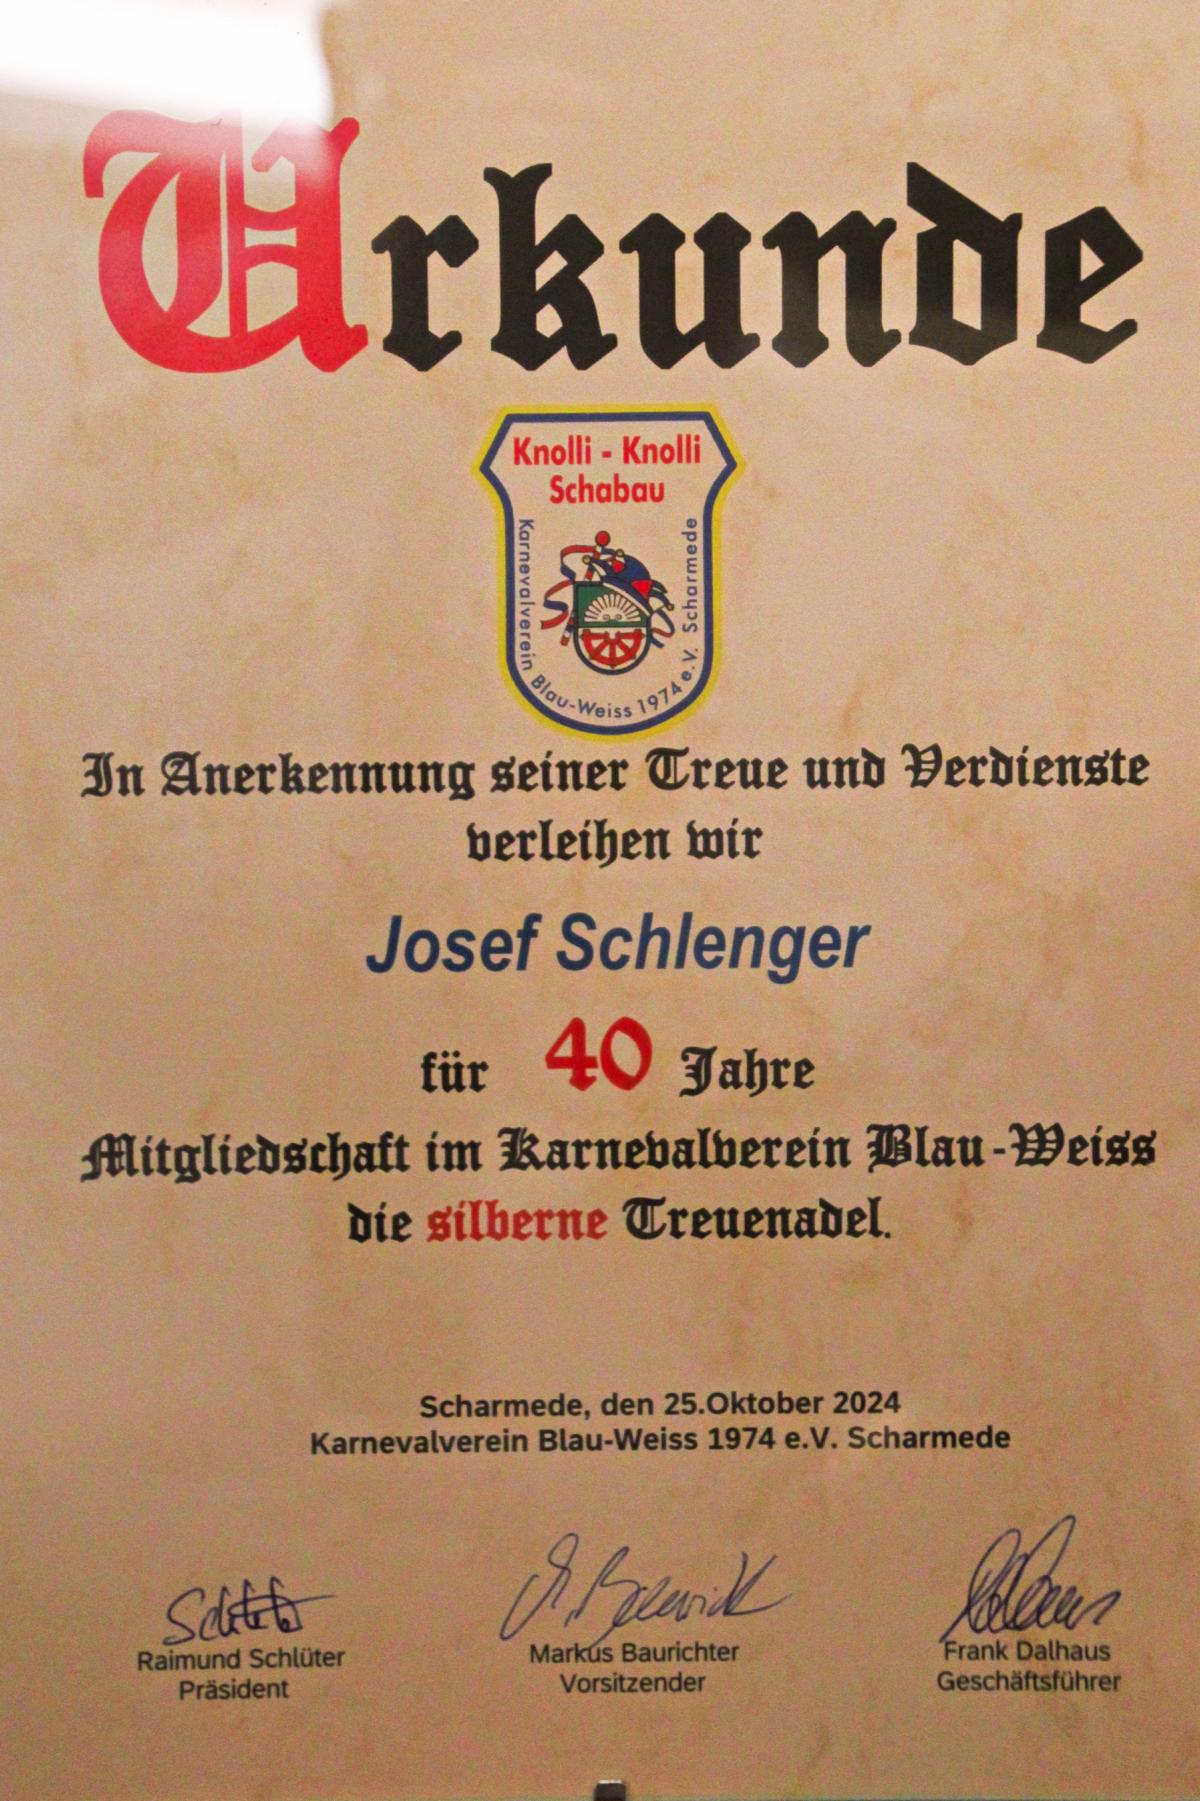 Urkunde
Knolli - Knolli
Schabau
Karnevalverein Blau-Weiss 1974 e.V. Scharmede
In Anerkennung seiner Treue und Verdienste
verleihen wir
Josef Schlenger
für 40 Jahre
Mitgliedschaft im Karnevalverein Blau-Weiss
die silberne Treuenadel.
Scharmede, den 25.Oktober 2024
Karnevalverein Blau-Weiss 1974 e.V. Scharmede
Raimund Schlüter
Präsident
Markus Baurichter
Vorsitzender
Frank Dalhaus
Geschäftsführer